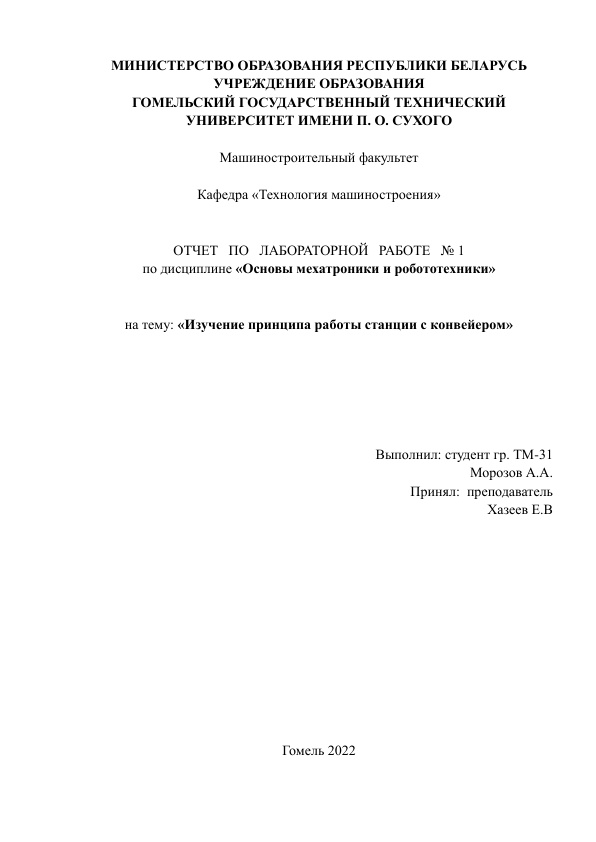 МИНИСТЕРСТВО ОБРАЗОВАНИЯ РЕСПУБЛИКИ БЕЛАРУСЬ
УЧРЕЖДЕНИЕ ОБРАЗОВАНИЯ
ГОМЕЛЬСКИЙ ГОСУДАРСТВЕННЫЙ ТЕХНИЧЕСКИЙ
УНИВЕРСИТЕТ ИМЕНИ П. О. СУХОГО
Машиностроительный факультет
Кафедра «Технология машиностроения»
ОТЧЕТ ПО ЛАБОРАТОРНОЙ РАБОТЕ № 1
по дисциплине «Основы мехатроники и робототехники»
на тему: «Изучение принципа работы станции с конвейером»
Выполнил: студент гр. ТМ-31
Морозов А.А.
Принял: преподаватель
Хазеев Е.В
Гомель 2022